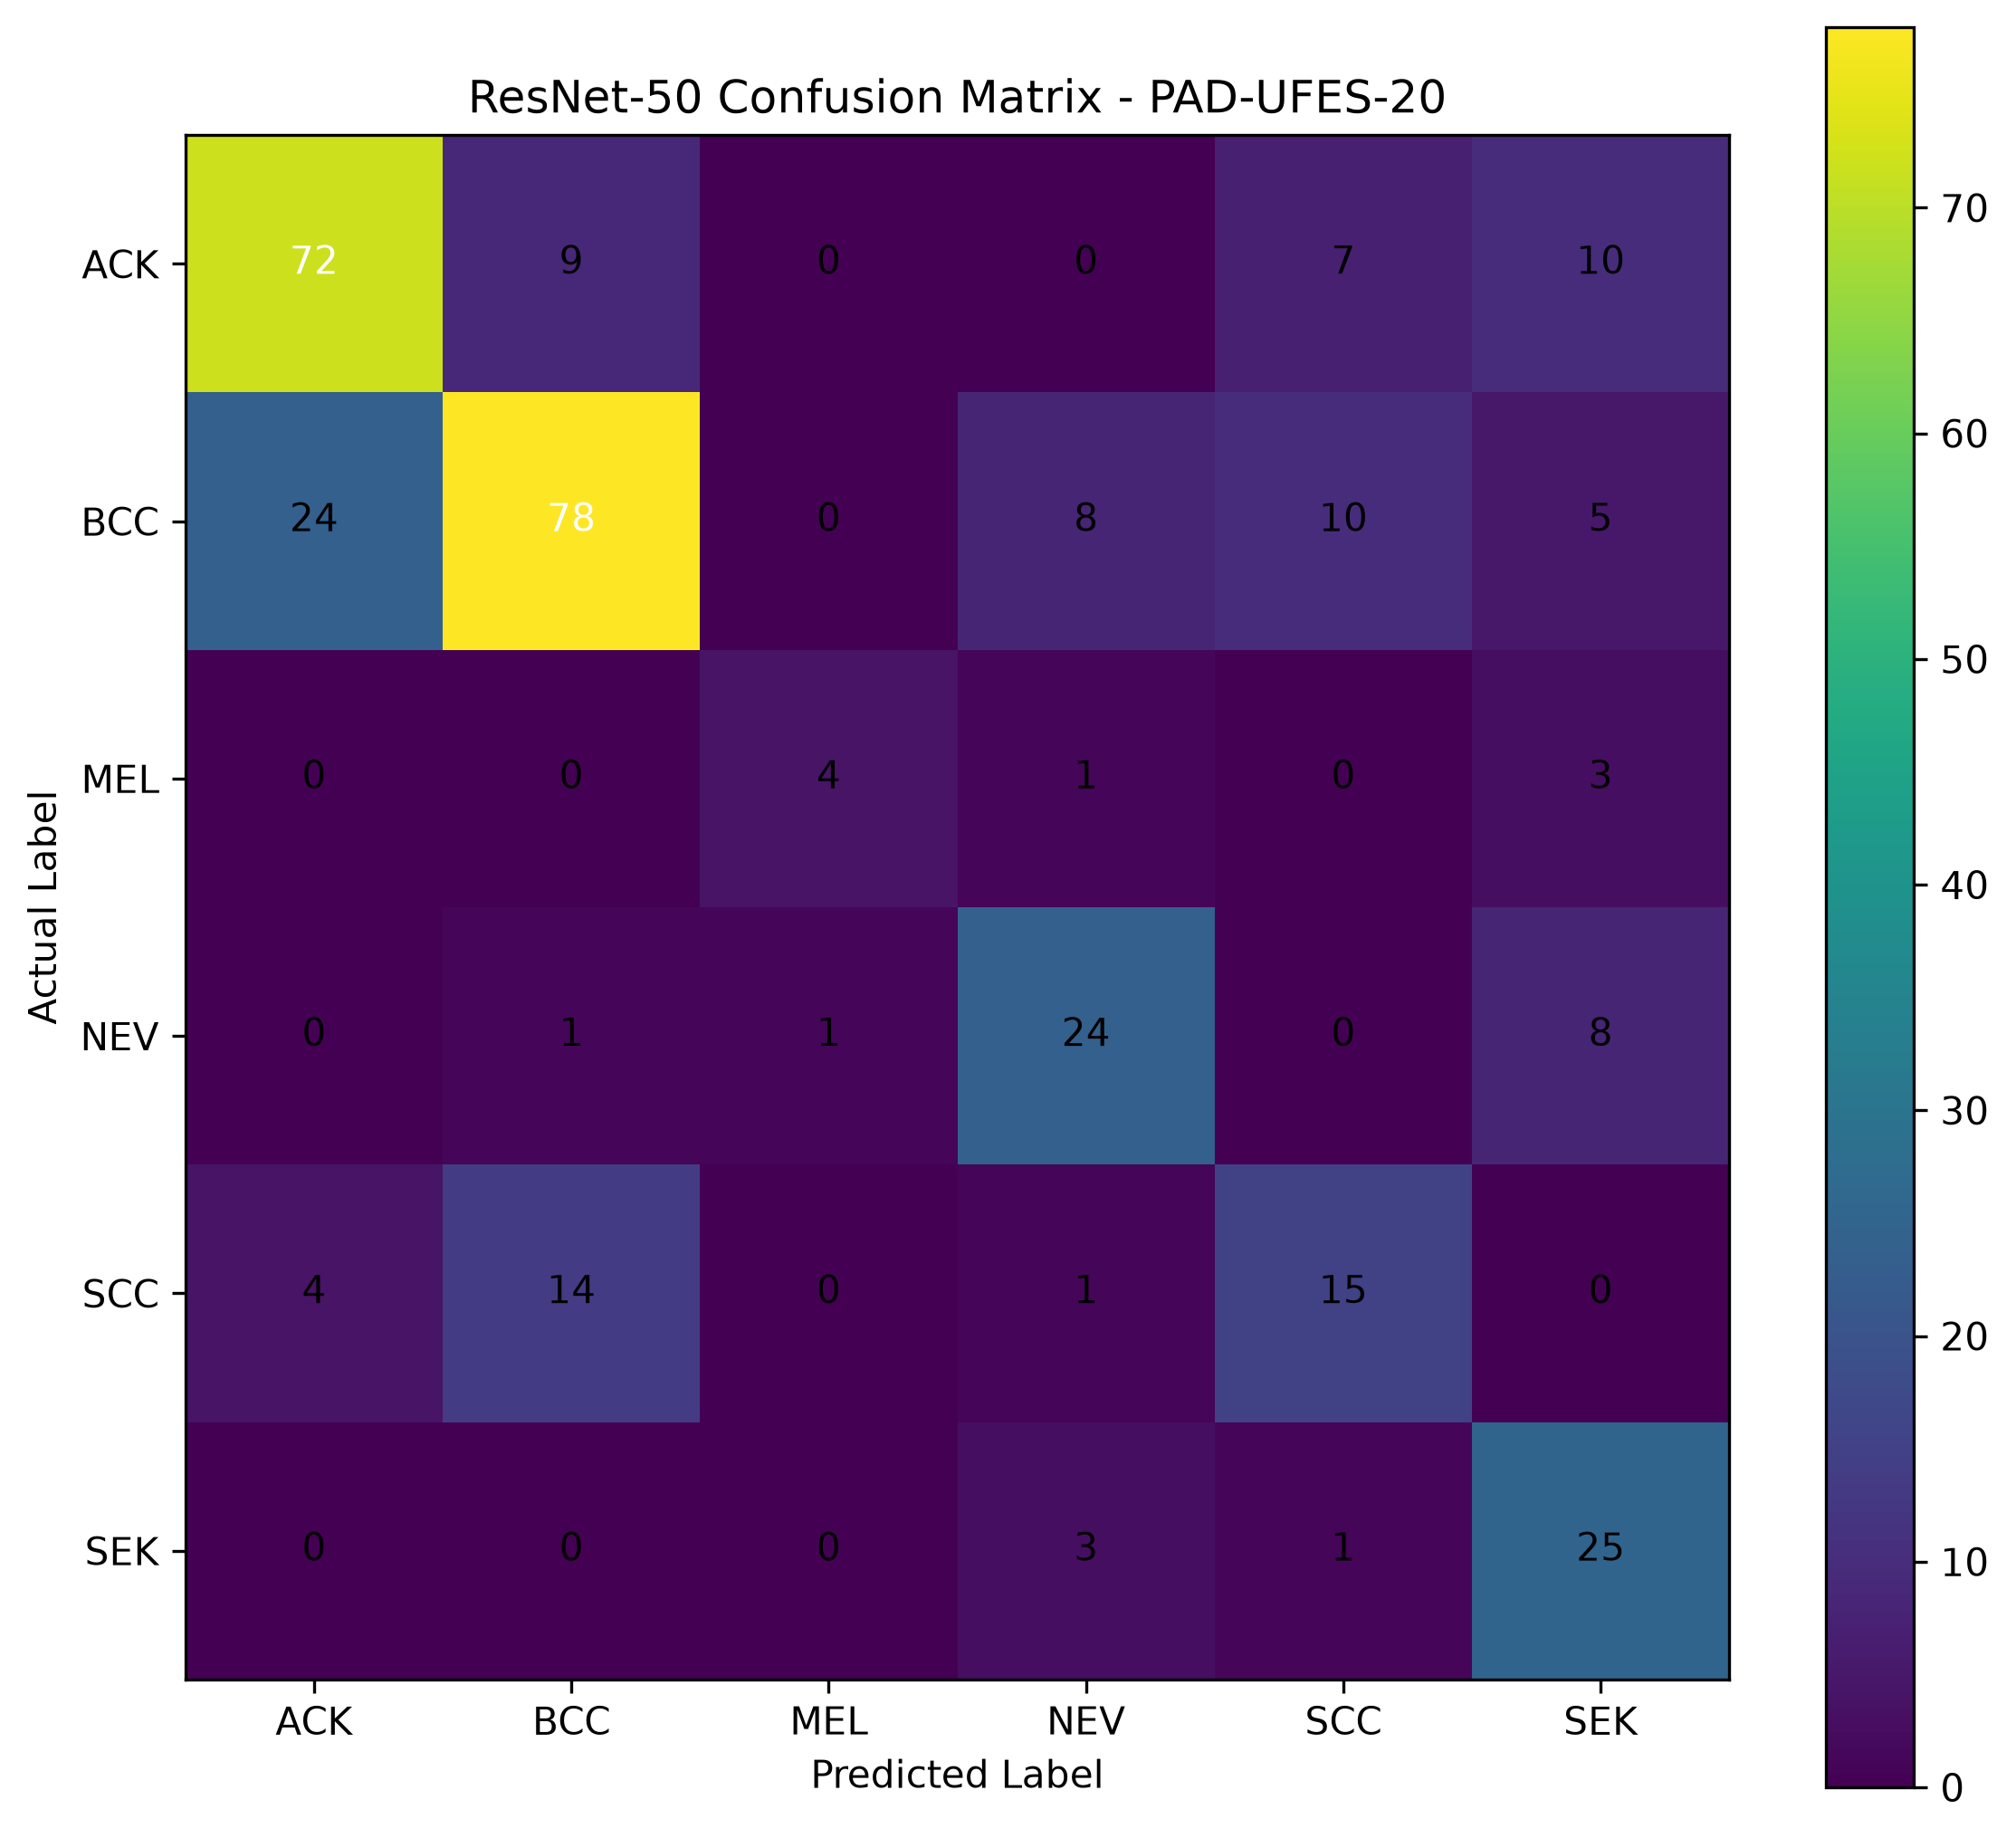 ResNet-50 Confusion Matrix - PAD-UFES-20
ACK 72 9 0 0 7 10
BCC 24 78 0 8 10 5
MEL 0 0 4 1 0 3
NEV 0 1 1 24 0 8
SCC 4 14 0 1 15 0
SEK 0 0 0 3 1 25
ACK BCC MEL NEV SCC SEK
Predicted Label
Actual Label
70
60
50
40
30
20
10
0